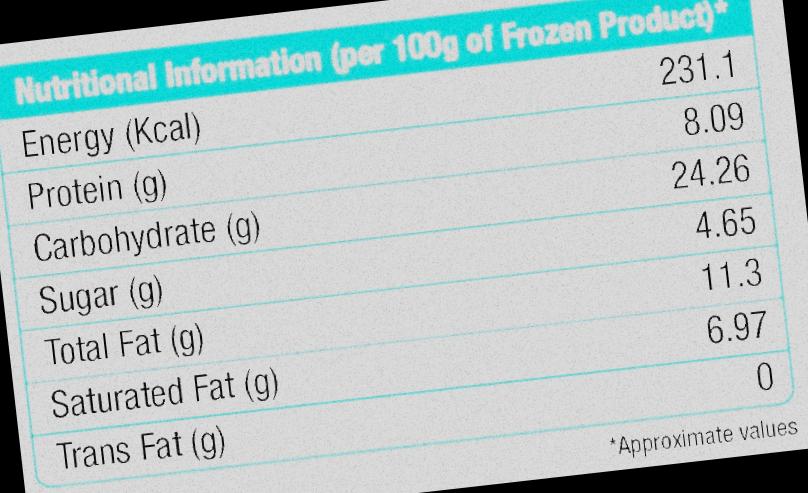 Nutritional Information (per 100g of Frozen Product)*
Energy (Kcal) 231.1
Protein (g) 8.09
Carbohydrate (g) 24.26
Sugar (g) 4.65
Total Fat (g) 11.3
Saturated Fat (g) 6.97
Trans Fat (g) 0
*Approximate values